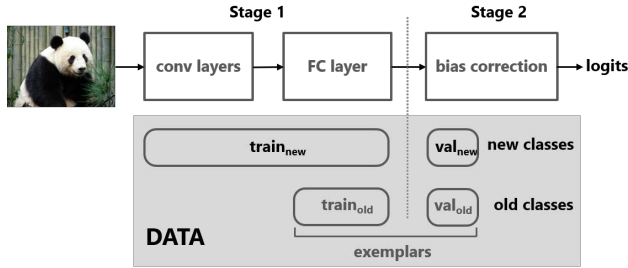 Stage 1
Stage 2
conv layers
FC layer
bias correction
logits
train_new
val_new
new classes
train_old
val_old
old classes
DATA
exemplars